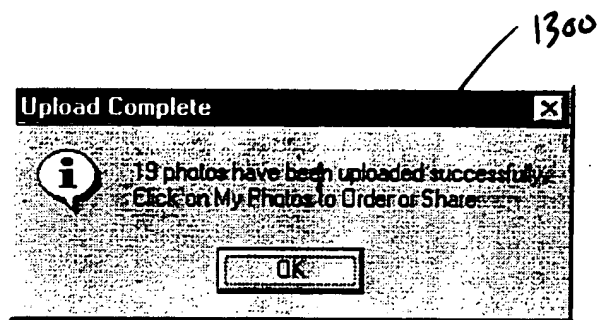 1300
Upload Complete
19 photos have been uploaded successfully.
Click on My Photos to Order or Share
OK